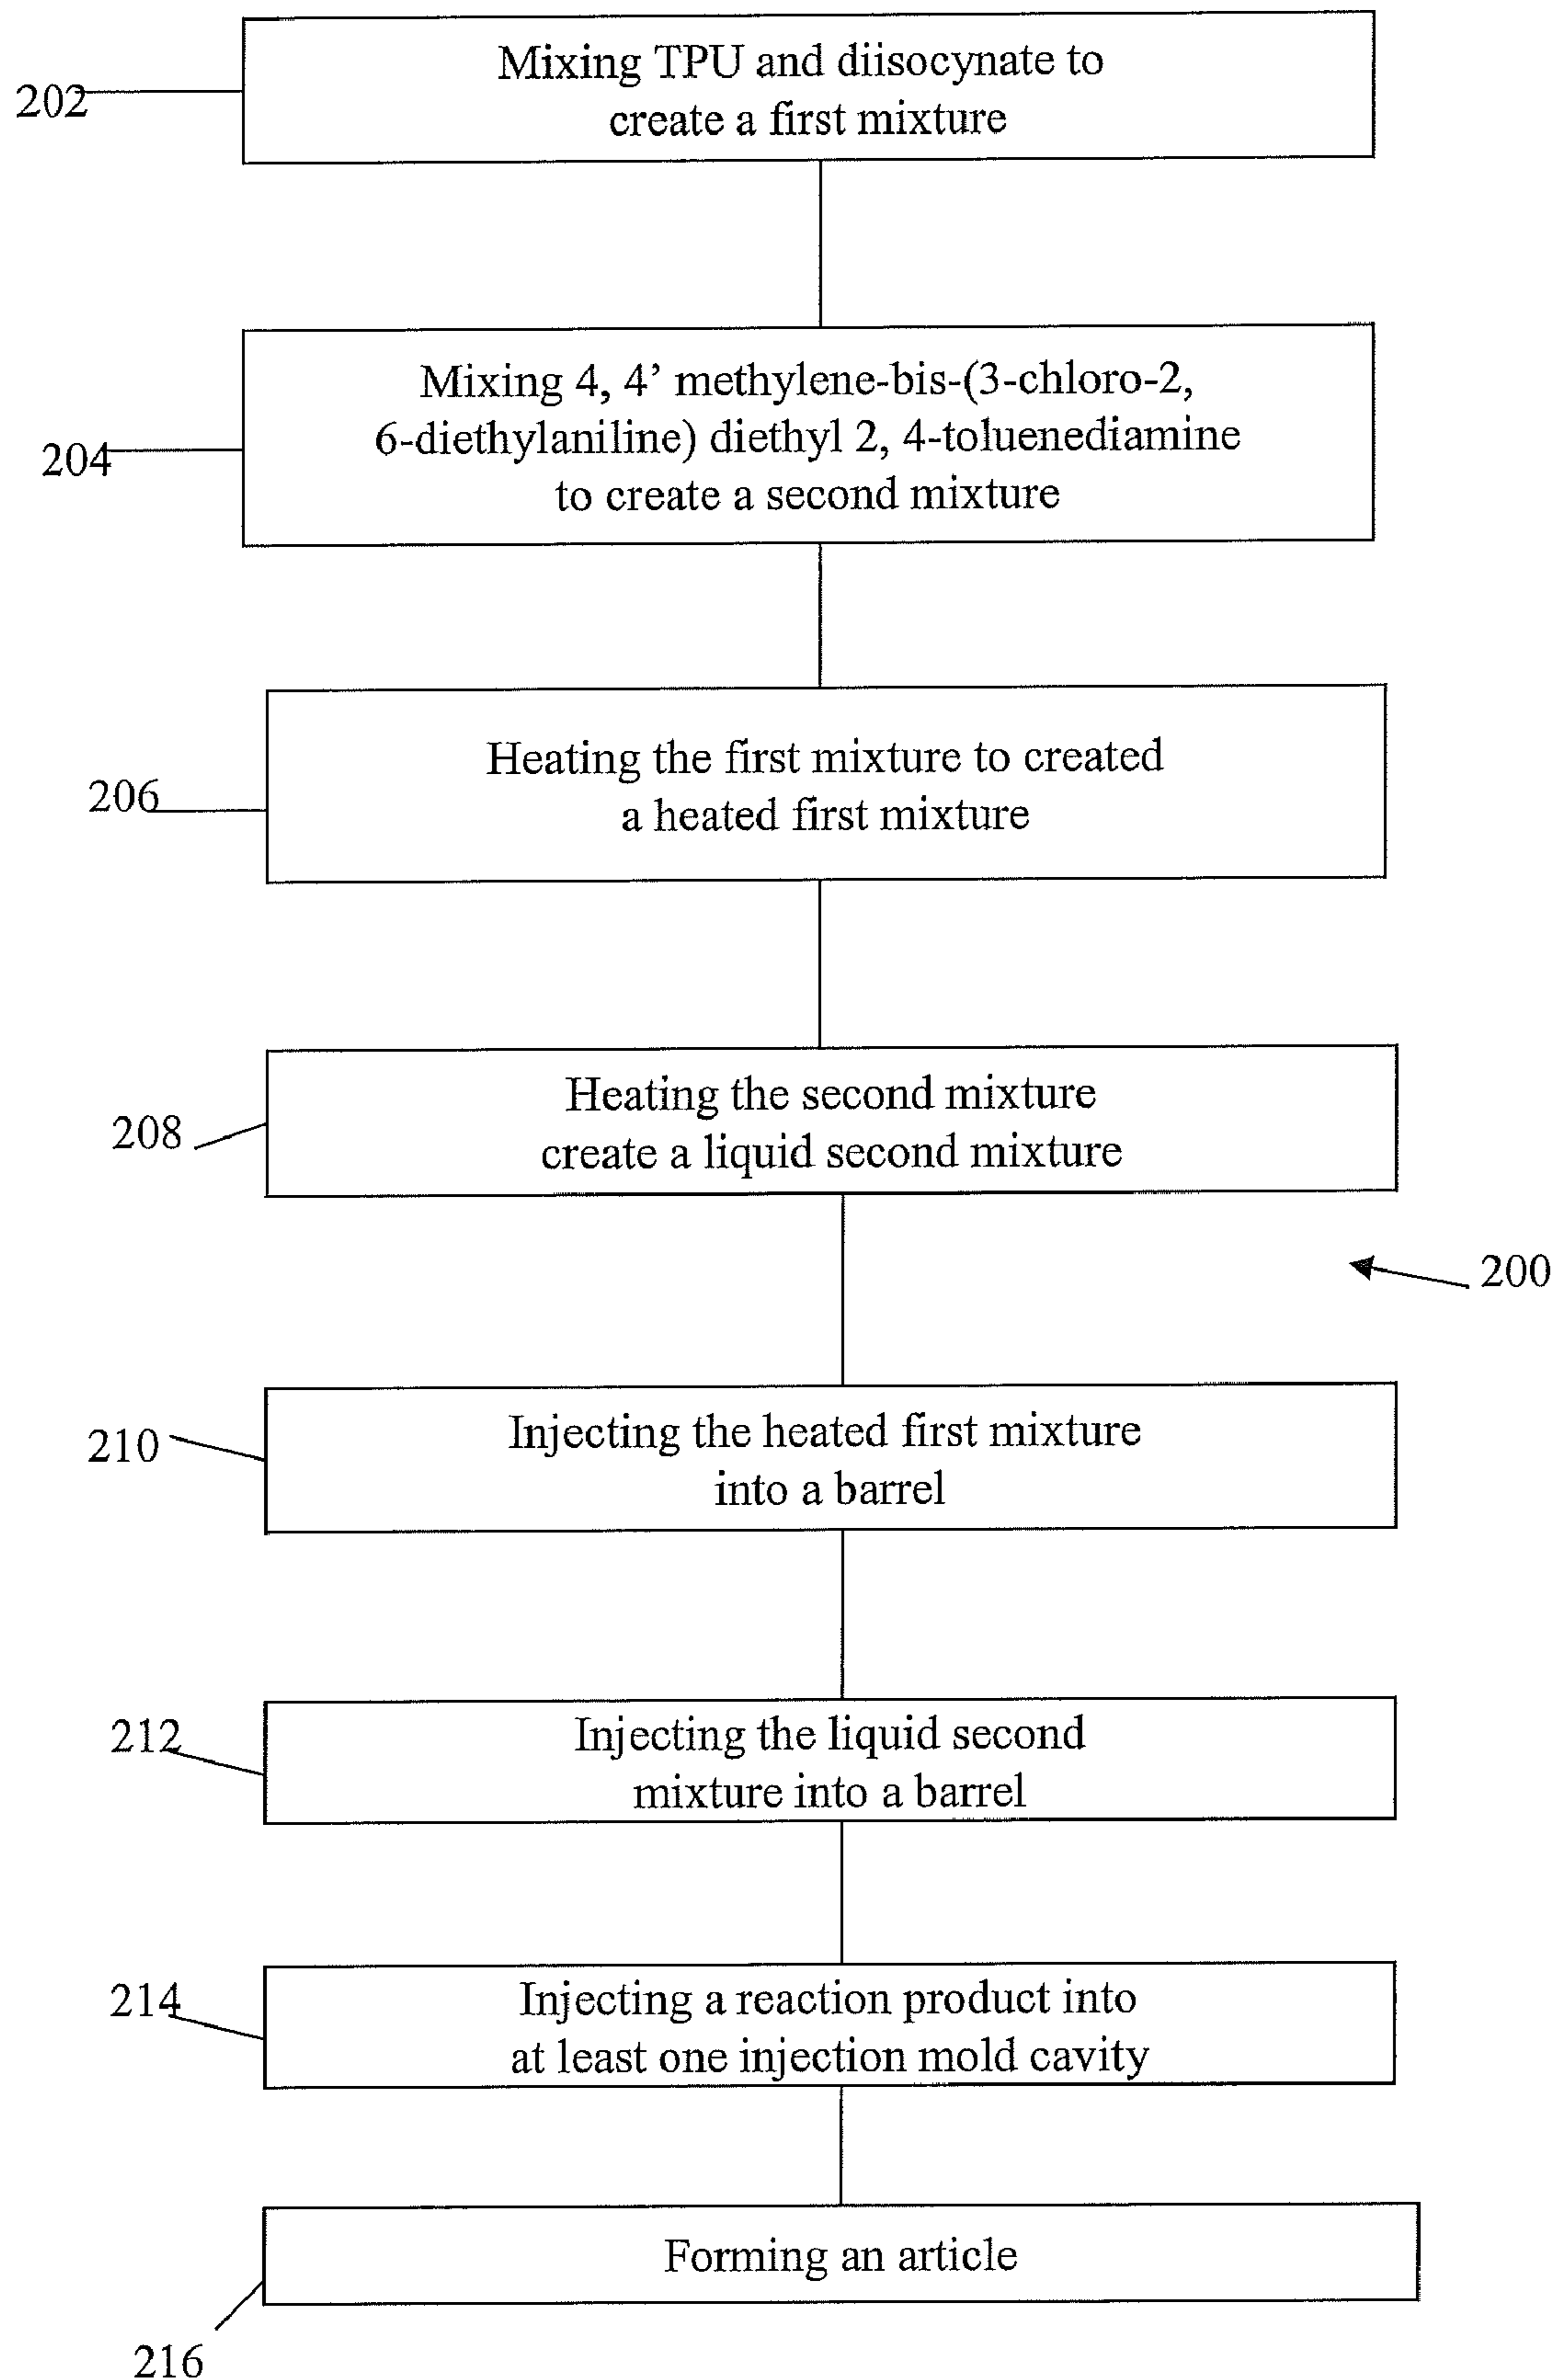 Mixing TPU and diisocynate to
create a first mixture
202
Mixing 4, 4’ methylene-bis-(3-chloro-2,
6-diethylaniline) diethyl 2, 4-toluenediamine
to create a second mixture
204
Heating the first mixture to created
a heated first mixture
206
Heating the second mixture
create a liquid second mixture
208
200
Injecting the heated first mixture
into a barrel
210
Injecting the liquid second
mixture into a barrel
212
Injecting a reaction product into
at least one injection mold cavity
214
Forming an article
216